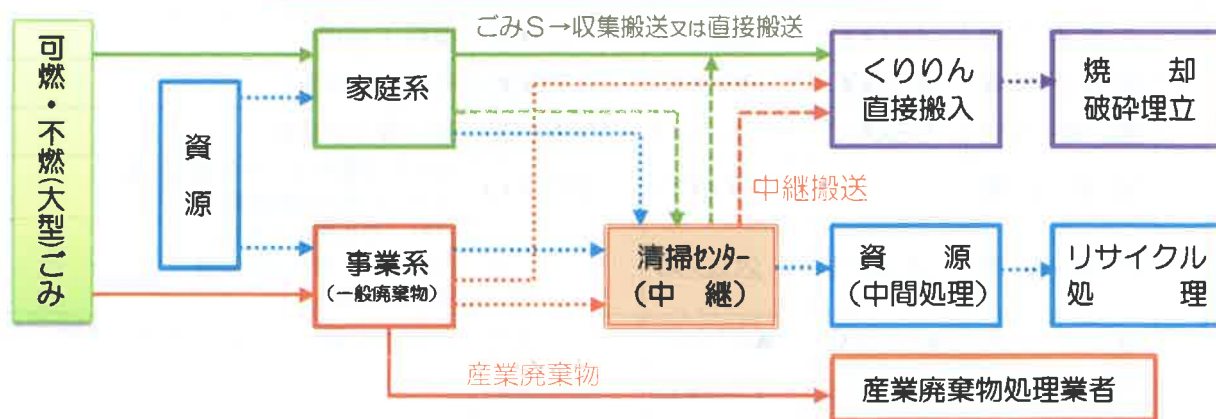 可燃・不燃(大型)ごみ
資源
家庭系
事業系
(一般廃棄物)
ごみS→収集搬送又は直接搬送
中継搬送
清掃センター
(中 継)
産業廃棄物
くりりん
直接搬入
焼 却
破砕埋立
資 源
(中間処理)
リサイクル
処 理
産業廃棄物処理業者